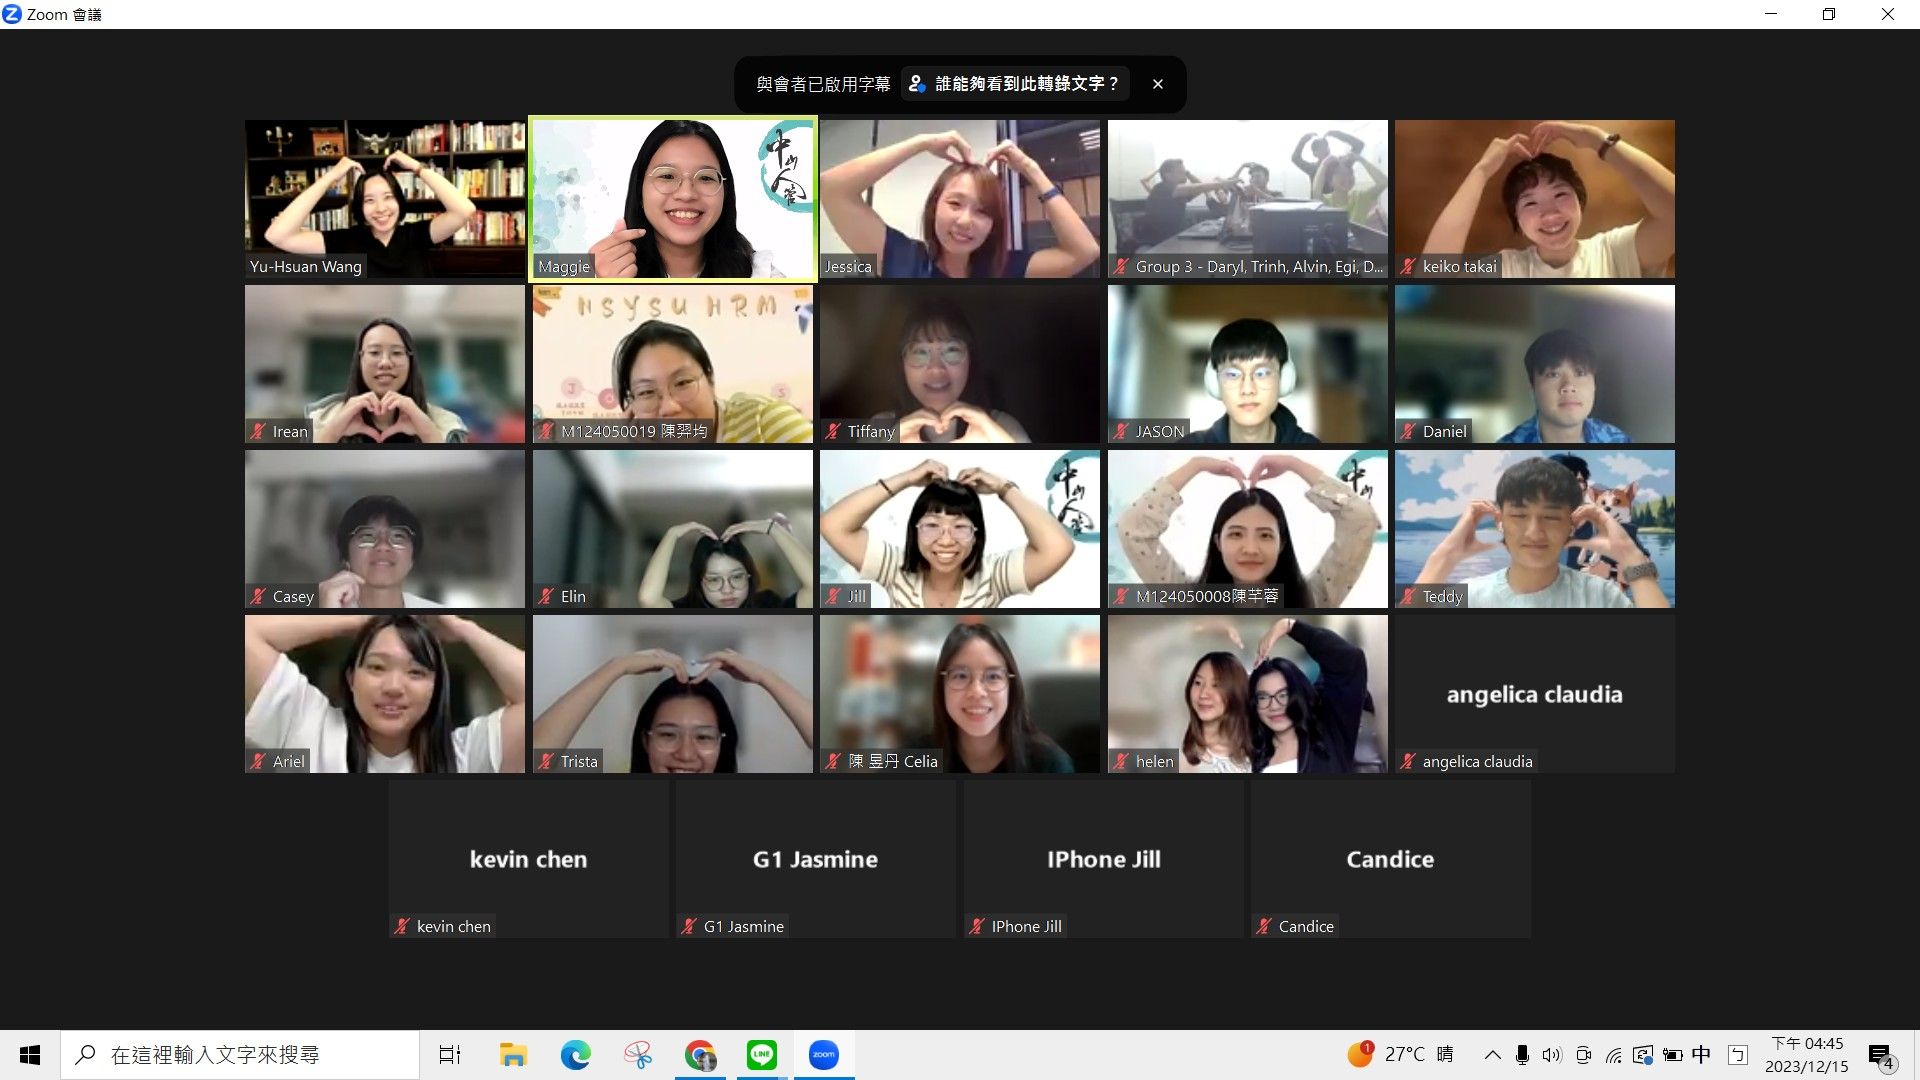 Zoom 會議
與會者已啟用字幕 誰能夠看到此轉錄文字？
中山人管
Yu-Hsuan Wang
Maggie
Jessica
Group 3 - Daryl, Trinh, Alvin, Egi, D...
keiko takai
NSYSU HRM
J
O
S
Irean
M124050019 陳羿均
Tiffany
JASON
Daniel
中山人管
中山人
Casey
Elin
Jill
M124050008陳芊蓉
Teddy
angelica claudia
Ariel
Trista
陳 昱丹 Celia
helen
angelica claudia
kevin chen
G1 Jasmine
IPhone Jill
Candice
kevin chen
G1 Jasmine
IPhone Jill
Candice
在這裡輸入文字來搜尋
LINE
zoom
1
27°C 晴
中
ㄅ
下午 04:45
2023/12/15
4